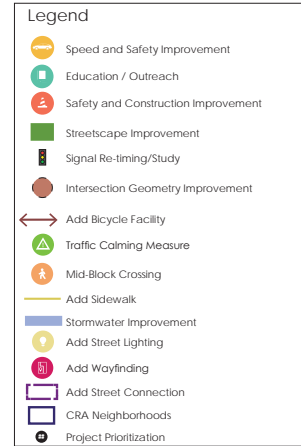 Legend
Speed and Safety Improvement
Education / Outreach
Safety and Construction Improvement
Streetscape Improvement
Signal Re-timing/Study
Intersection Geometry Improvement
Add Bicycle Facility
Traffic Calming Measure
Mid-Block Crossing
Add Sidewalk
Stormwater Improvement
Add Street Lighting
Add Wayfinding
Add Street Connection
CRA Neighborhoods
Project Prioritization